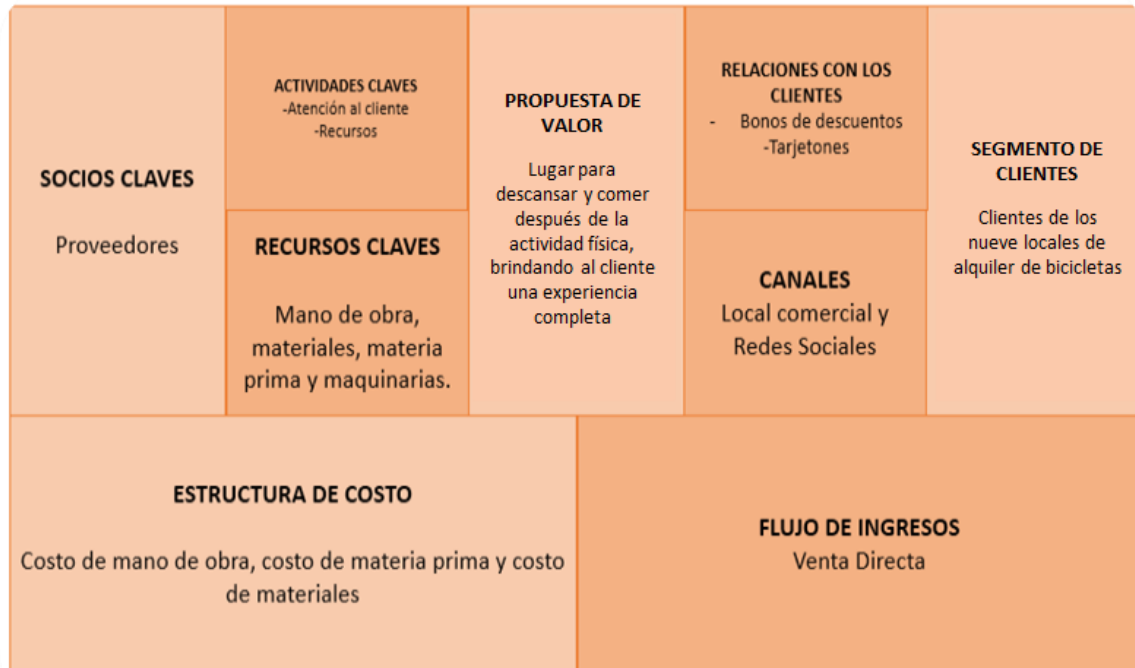 SOCIOS CLAVES
Proveedores
ACTIVIDADES CLAVES
-Atención al cliente
-Recursos
RECURSOS CLAVES
Mano de obra,
materiales, materia
prima y maquinarias.
PROPUESTA DE
VALOR
Lugar para
descansar y comer
después de la
actividad física,
brindando al cliente
una experiencia
completa
RELACIONES CON LOS
CLIENTES
- Bonos de descuentos
-Tarjetones
CANALES
Local comercial y
Redes Sociales
SEGMENTO DE
CLIENTES
Clientes de los
nueve locales de
alquiler de bicicletas
ESTRUCTURA DE COSTO
Costo de mano de obra, costo de materia prima y costo
de materiales
FLUJO DE INGRESOS
Venta Directa